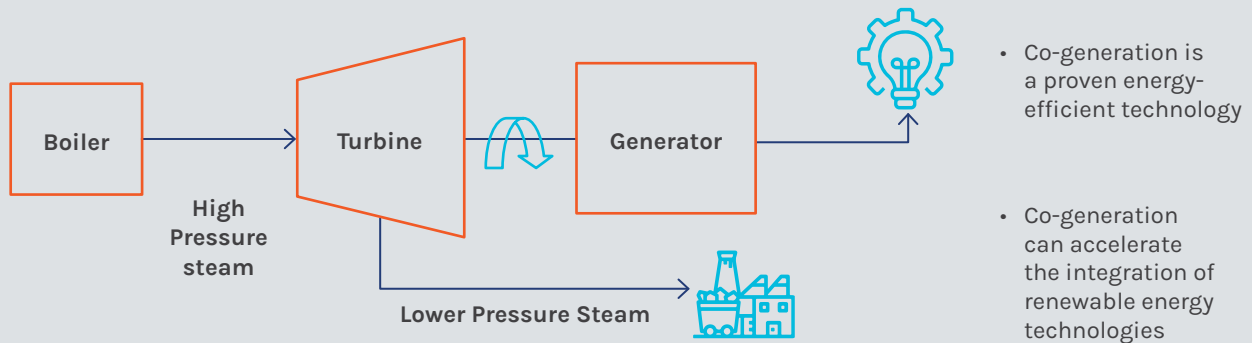 Boiler
High
Pressure
steam
Turbine
Generator
Lower Pressure Steam
• Co-generation is
a proven energy-
efficient technology
• Co-generation
can accelerate
the integration of
renewable energy
technologies